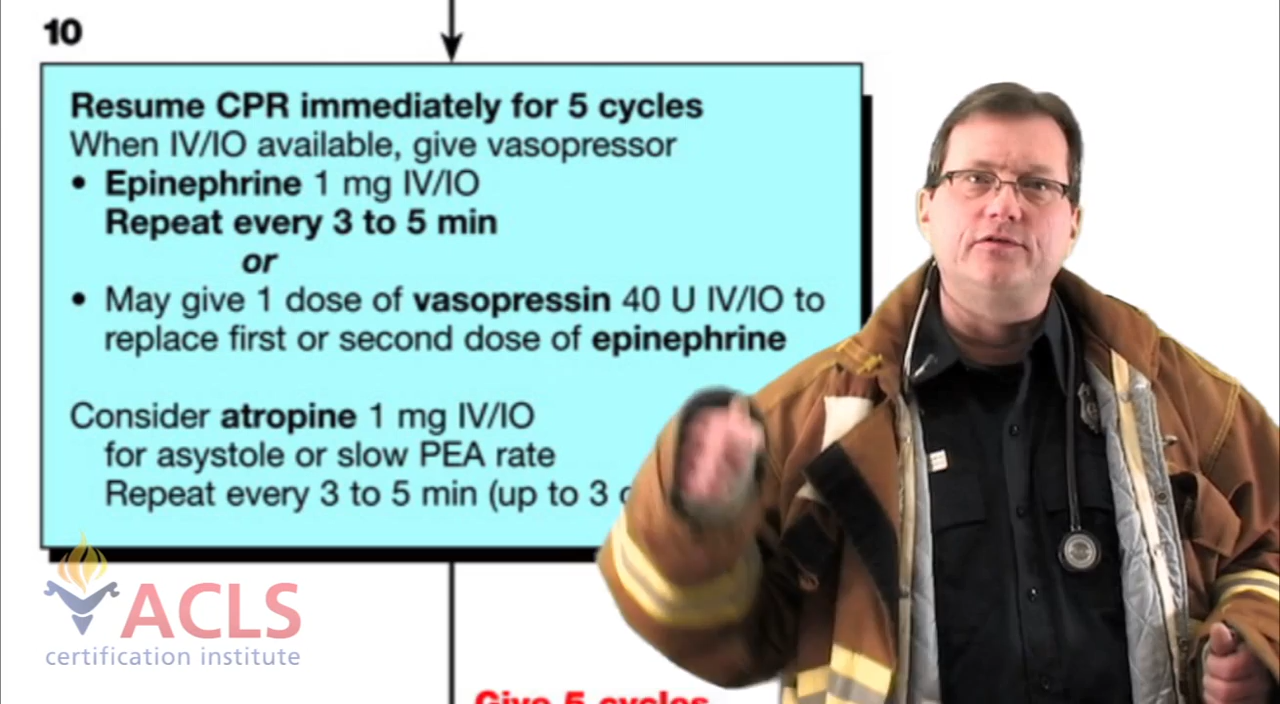 10
Resume CPR immediately for 5 cycles
When IV/IO available, give vasopressor
• Epinephrine 1 mg IV/IO
Repeat every 3 to 5 min
or
• May give 1 dose of vasopressin 40 U IV/IO to
replace first or second dose of epinephrine
Consider atropine 1 mg IV/IO
for asystole or slow PEA rate
Repeat every 3 to 5 min (up to 3
ACLS
certification institute
Give 5 cycles